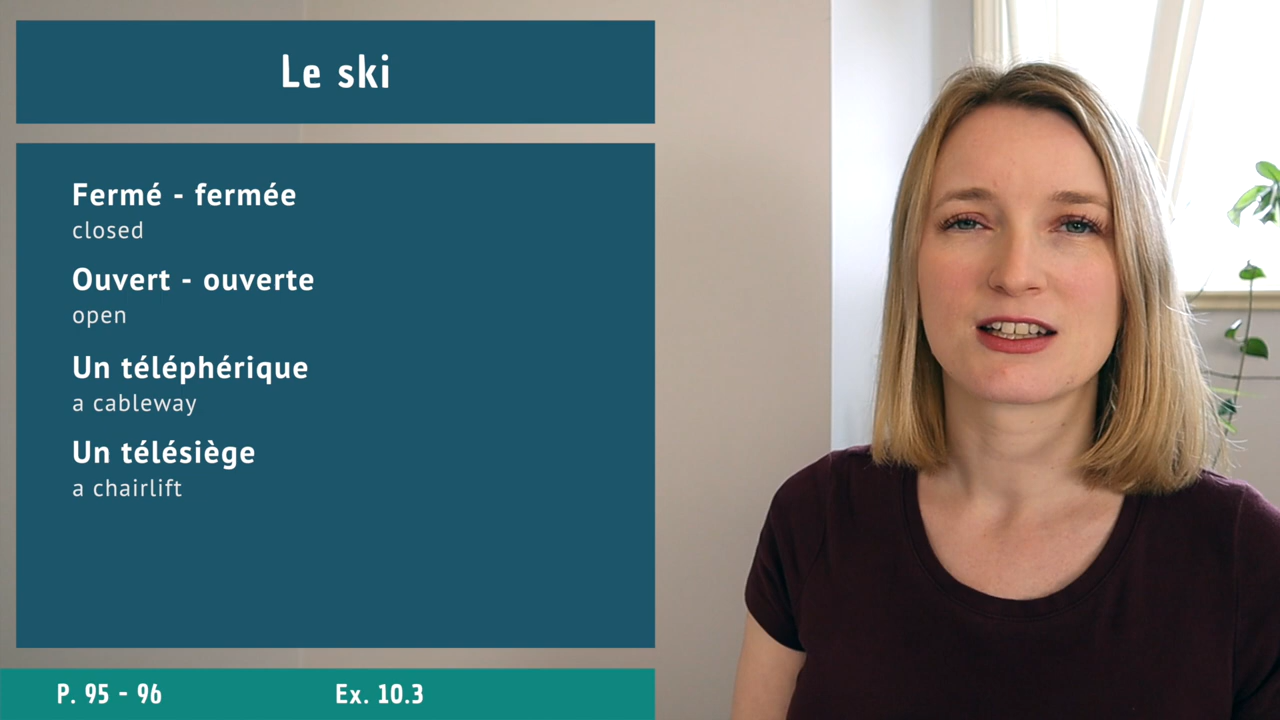 Le ski
Fermé - fermée
closed
Ouvert - ouverte
open
Un téléphérique
a cableway
Un télésiège
a chairlift
P. 95 - 96 Ex. 10.3